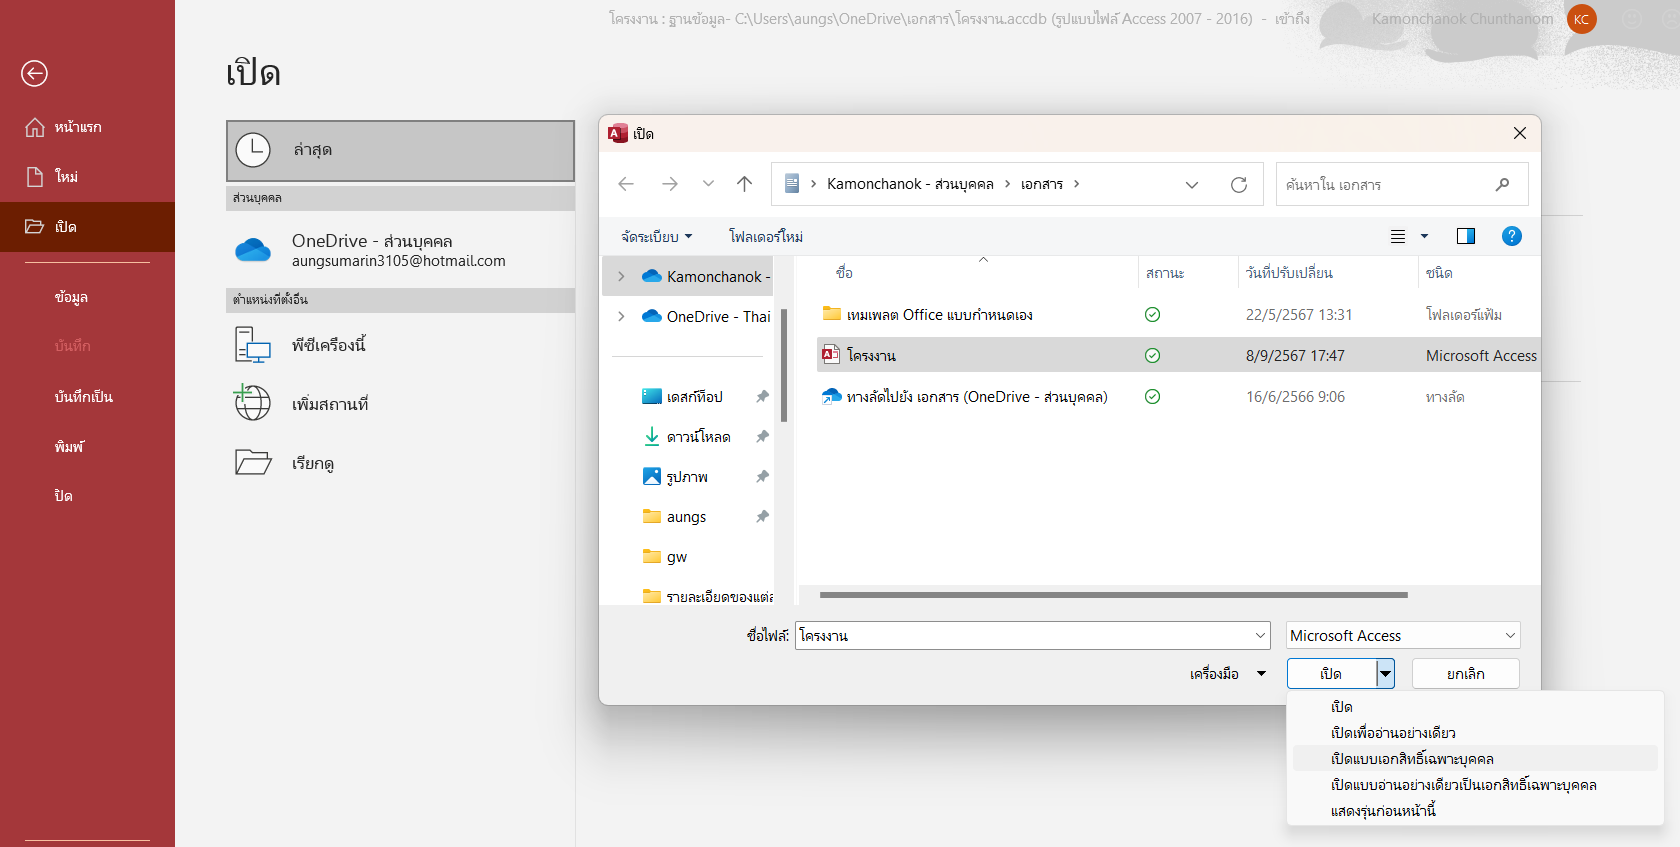 โครงงาน : ฐานข้อมูล- C:\Users\aungs\OneDrive\เอกสาร\โครงงาน.accdb (รูปแบบไฟล์ Access 2007 - 2016) - เข้าถึง
Kamonchanok Chunthanom
KC
หน้าแรก
ใหม่
เปิด
ข้อมูล
บันทึก
บันทึกเป็น
พิมพ์
ปิด
เปิด
ล่าสุด
ส่วนบุคคล
OneDrive - ส่วนบุคคล
aungsumarin3105@hotmail.com
ตำแหน่งที่ตั้งอื่น
พีซีเครื่องนี้
เพิ่มสถานที่
เรียกดู
A เปิด
Kamonchanok - ส่วนบุคคล > เอกสาร >
ค้นหาใน เอกสาร
จัดระเบียบ
โฟลเดอร์ใหม่
?
Kamonchanok -
OneDrive - Thai
เดสก์ท็อป
ดาวน์โหลด
รูปภาพ
aungs
gw
รายละเอียดของแต่ล
ชื่อ สถานะ วันที่ปรับเปลี่ยน ชนิด
เทมเพลต Office แบบกำหนดเอง 22/5/2567 13:31 โฟลเดอร์แฟ้ม
โครงงาน 8/9/2567 17:47 Microsoft Access
ทางลัดไปยัง เอกสาร (OneDrive - ส่วนบุคคล) 16/6/2566 9:06 ทางลัด
ชื่อไฟล์: โครงงาน Microsoft Access
เครื่องมือ เปิด ยกเลิก
เปิด
เปิดเพื่ออ่านอย่างเดียว
เปิดแบบเอกสิทธิ์เฉพาะบุคคล
เปิดแบบอ่านอย่างเดียวเป็นเอกสิทธิ์เฉพาะบุคคล
แสดงรุ่นก่อนหน้านี้